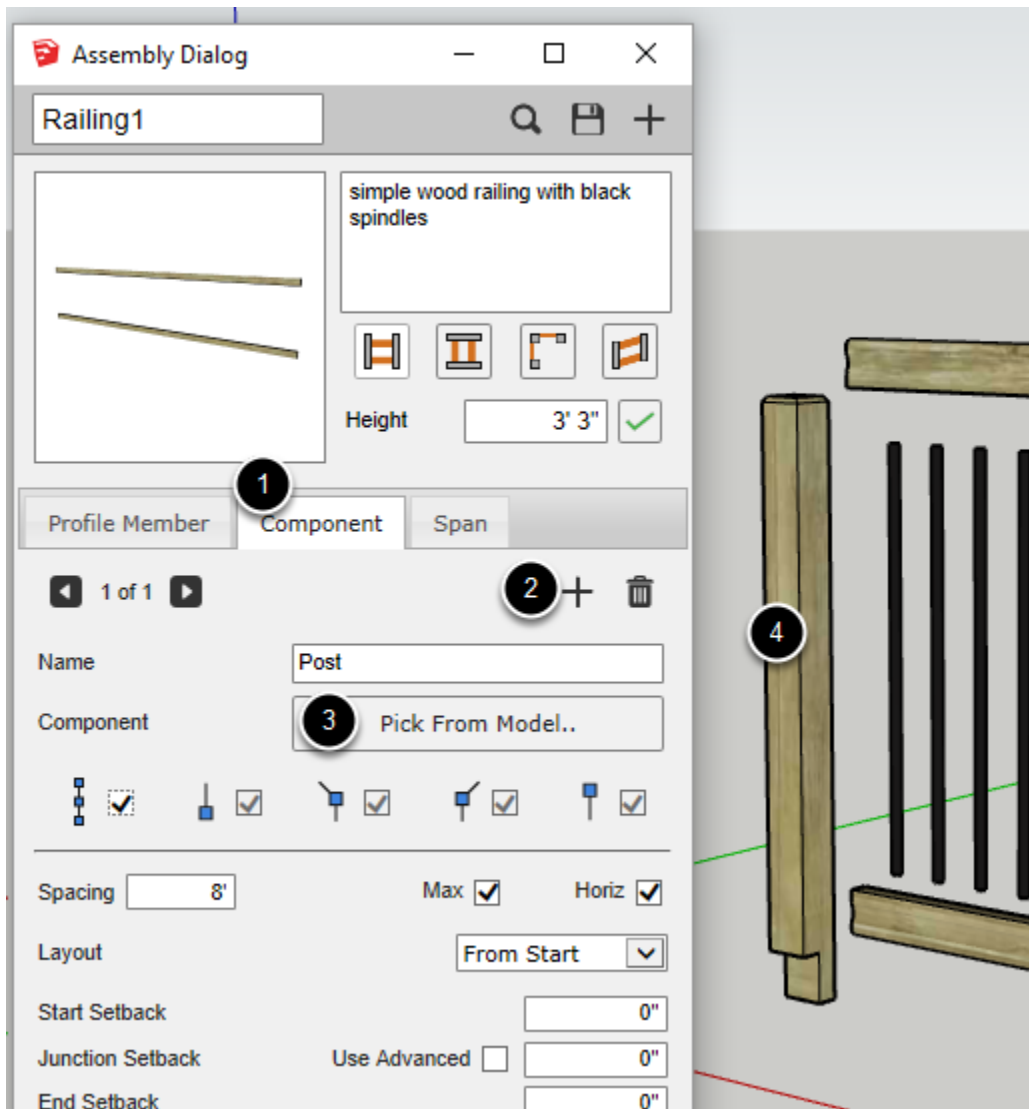 Assembly Dialog
Railing1
simple wood railing with black
spindles
Height 3' 3"
1
Profile Member Component Span
1 of 1 2
Name Post
Component 3 Pick From Model..
4
Spacing 8' Max Horiz
Layout From Start
Start Setback 0"
Junction Setback Use Advanced 0"
End Setback 0"